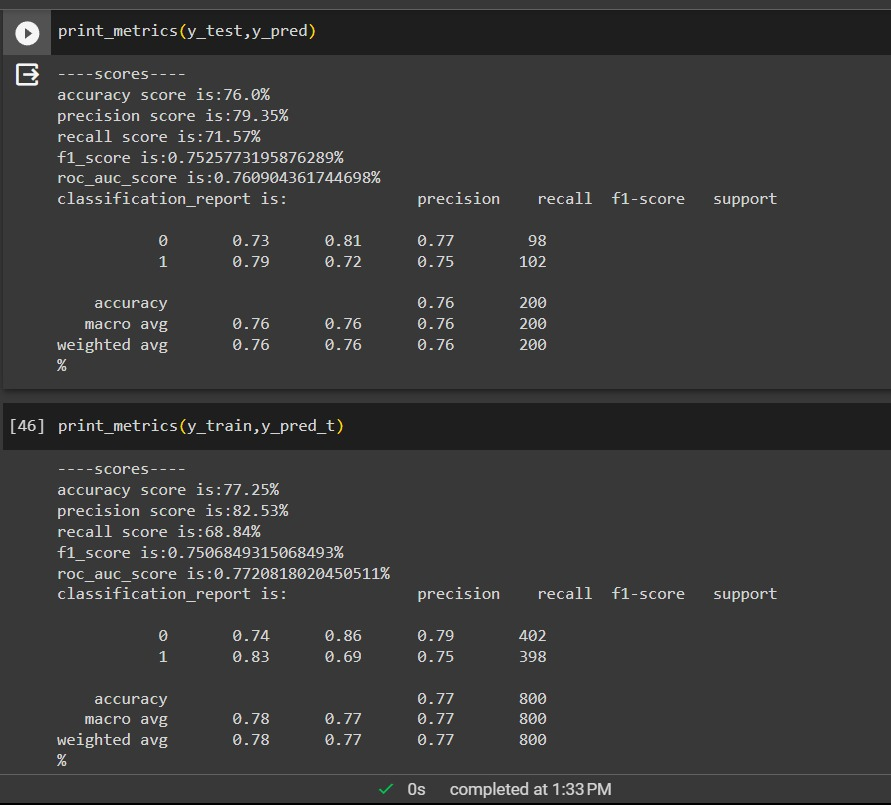 print_metrics(y_test,y_pred)
----scores----
accuracy score is:76.0%
precision score is:79.35%
recall score is:71.57%
f1_score is:0.7525773195876289%
roc_auc_score is:0.760904361744698%
classification_report is:              precision    recall  f1-score   support
0       0.73      0.81      0.77        98
1       0.79      0.72      0.75       102
accuracy                           0.76       200
macro avg       0.76      0.76      0.76       200
weighted avg       0.76      0.76      0.76       200
%
[46] print_metrics(y_train,y_pred_t)
----scores----
accuracy score is:77.25%
precision score is:82.53%
recall score is:68.84%
f1_score is:0.7506849315068493%
roc_auc_score is:0.7720818020450511%
classification_report is:              precision    recall  f1-score   support
0       0.74      0.86      0.79       402
1       0.83      0.69      0.75       398
accuracy                           0.77       800
macro avg       0.78      0.77      0.77       800
weighted avg       0.78      0.77      0.77       800
%
✓ 0s completed at 1:33 PM